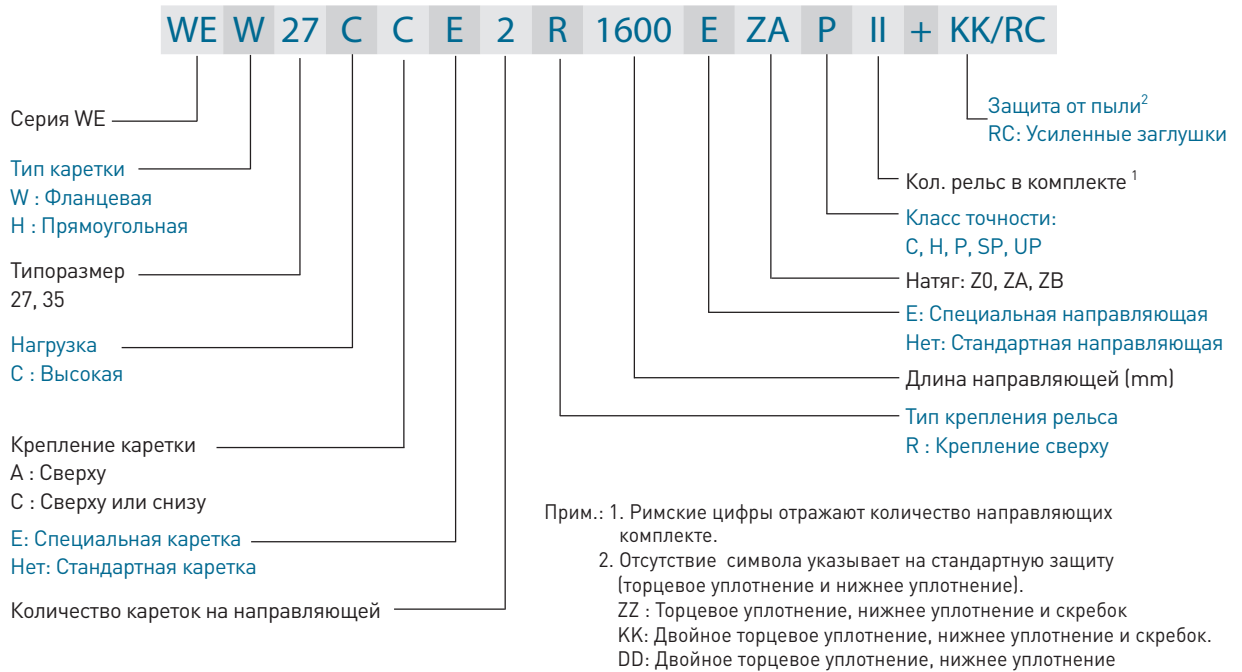 WE W 27 C C E 2 R 1600 E ZA P II + KK/RC
Серия WE
Тип каретки
W : Фланцевая
H : Прямоугольная
Типоразмер
27, 35
Нагрузка
C : Высокая
Крепление каретки
A : Сверху
C : Сверху или снизу
E: Специальная каретка
Нет: Стандартная каретка
Количество кареток на направляющей
Защита от пыли²
RC: Усиленные заглушки
Кол. рельс в комплекте ¹
Класс точности:
C, H, P, SP, UP
Натяг: Z0, ZA, ZB
E: Специальная направляющая
Нет: Стандартная направляющая
Длина направляющей (mm)
Тип крепления рельса
R : Крепление сверху
Прим.: 1. Римские цифры отражают количество направляющих
комплекте.
2. Отсутствие символа указывает на стандартную защиту
(торцевое уплотнение и нижнее уплотнение).
ZZ : Торцевое уплотнение, нижнее уплотнение и скребок
KK: Двойное торцевое уплотнение, нижнее уплотнение и скребок.
DD: Двойное торцевое уплотнение, нижнее уплотнение